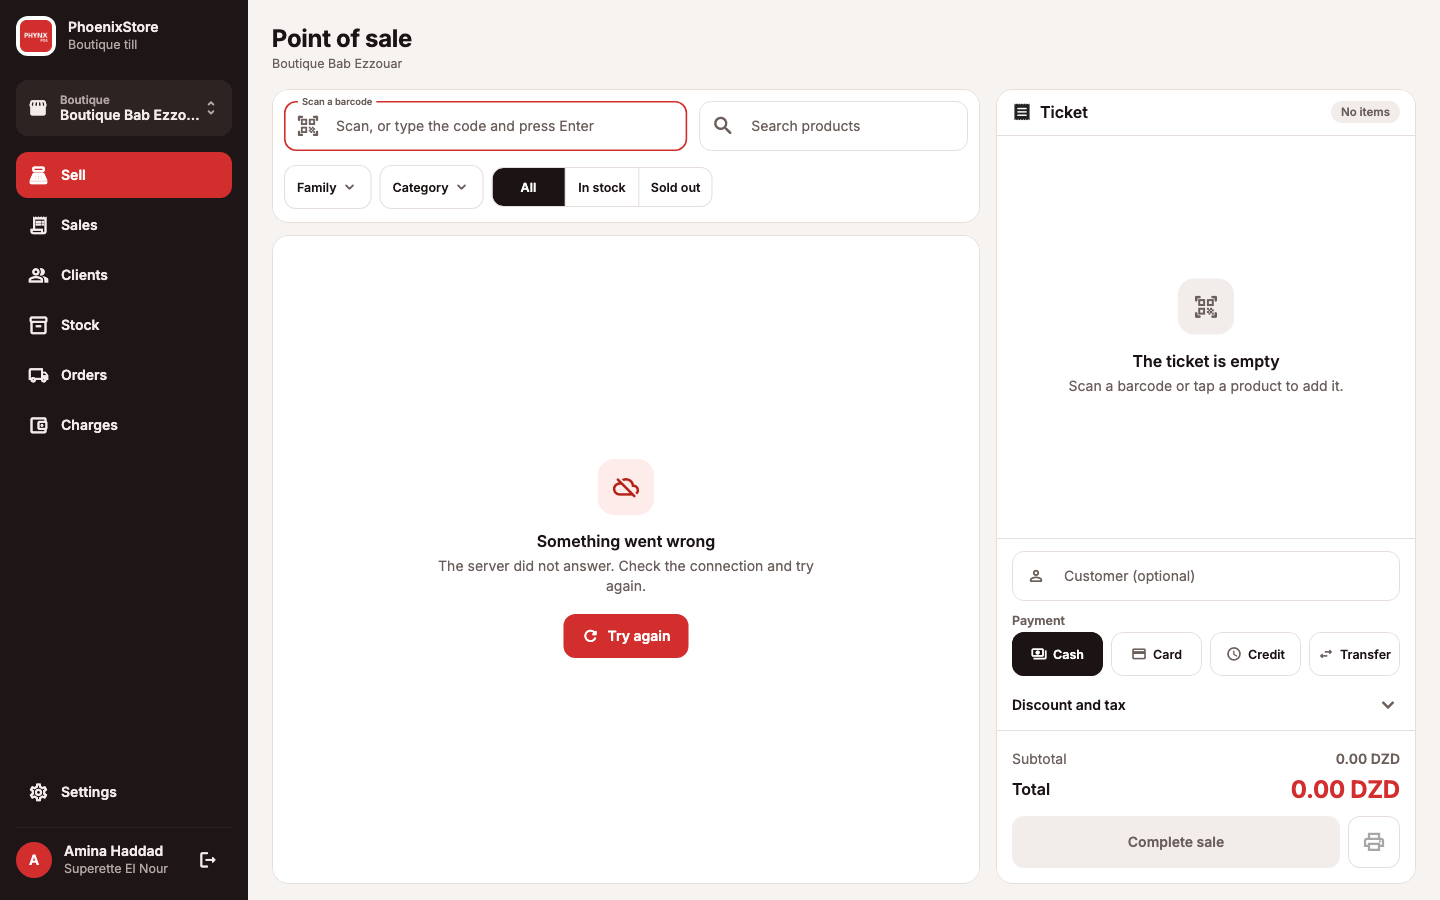 PHYNX
POS
PhoenixStore
Boutique till
Boutique
Boutique Bab Ezzo...
Sell
Sales
Clients
Stock
Orders
Charges
Settings
A
Amina Haddad
Superette El Nour
Point of sale
Boutique Bab Ezzouar
Scan a barcode
Scan, or type the code and press Enter
Search products
Family
Category
All
In stock
Sold out
Something went wrong
The server did not answer. Check the connection and try
again.
Try again
Ticket
No items
The ticket is empty
Scan a barcode or tap a product to add it.
Customer (optional)
Payment
Cash
Card
Credit
Transfer
Discount and tax
Subtotal
0.00 DZD
Total
0.00 DZD
Complete sale